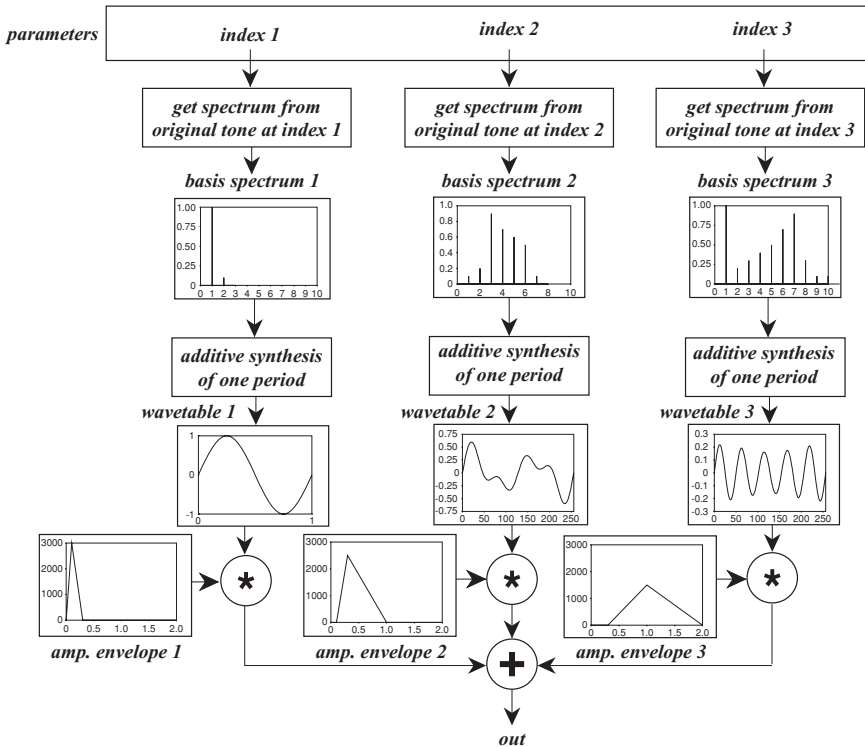 parameters
index 1
index 2
index 3
get spectrum from
original tone at index 1
get spectrum from
original tone at index 2
get spectrum from
original tone at index 3
basis spectrum 1
basis spectrum 2
basis spectrum 3
1.00
0.75
0.50
0.25
0
0 1 2 3 4 5 6 7 8 9 10
1.00
0.8
0.6
0.4
0.2
0
0 2 4 6 8 10
1.00
0.75
0.50
0.25
0
0 1 2 3 4 5 6 7 8 9 10
additive synthesis
of one period
additive synthesis
of one period
additive synthesis
of one period
wavetable 1
wavetable 2
wavetable 3
1
0
-1
0 1
0.75
0.50
0.25
0
-0.25
-0.50
-0.75
0 50 100 150 200 250
0.3
0.2
0.1
0
-0.1
-0.2
-0.3
0 50 100 150 200 250
3000
2000
1000
0
0 0.5 1.0 2.0
*
3000
2000
1000
0
0 0.5 1.0 2.0
*
3000
2000
1000
0
0 0.5 1.0 2.0
*
amp. envelope 1
amp. envelope 2
amp. envelope 3
+
out